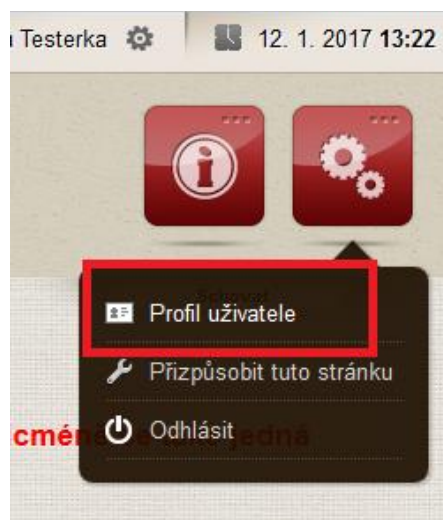 Testerka 12. 1. 2017 13:22
Profil uživatele
Přizpůsobit tuto stránku
Odhlásit